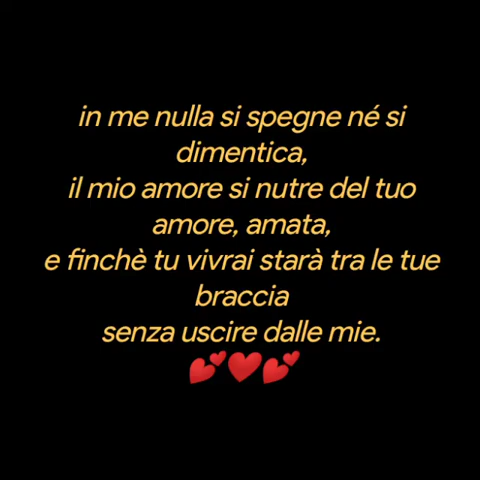 in me nulla si spegne né si
dimentica,
il mio amore si nutre del tuo
amore, amata,
e finchè tu vivrai starà tra le tue
braccia
senza uscire dalle mie.
💕❤️💕